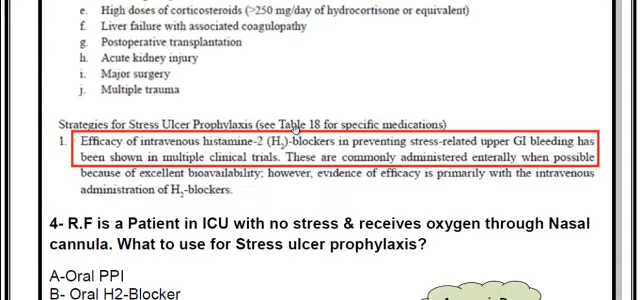 e. High doses of corticosteroids (>250 mg/day of hydrocortisone or equivalent)
f. Liver failure with associated coagulopathy
g. Postoperative transplantation
h. Acute kidney injury
i. Major surgery
j. Multiple trauma
Strategies for Stress Ulcer Prophylaxis (see Table 18 for specific medications)
1. Efficacy of intravenous histamine-2 (H₂)-blockers in preventing stress-related upper GI bleeding has
been shown in multiple clinical trials. These are commonly administered enterally when possible
because of excellent bioavailability; however, evidence of efficacy is primarily with the intravenous
administration of H₂-blockers.
4- R.F is a Patient in ICU with no stress & receives oxygen through Nasal
cannula. What to use for Stress ulcer prophylaxis?
A-Oral PPI
B- Oral H2-Blocker